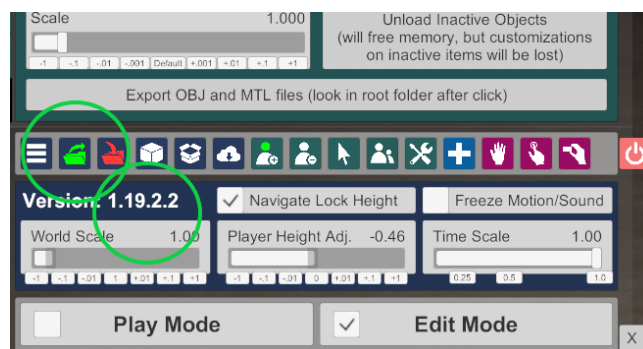 Scale 1.000
-1 -.1 -.01 -.001 Default +.001 +.01 +.1 +1
Unload Inactive Objects
(will free memory, but customizations
on inactive items will be lost)
Export OBJ and MTL files (look in root folder after click)
Version: 1.19.2.2
Navigate Lock Height
Freeze Motion/Sound
World Scale 1.00
-1 -.1 -.01 1 +.01 +.1 +1
Player Height Adj. -0.46
-1 -.1 -.01 0 +.01 +.1 +1
Time Scale 1.00
0.25 0.5 1.0
Play Mode
Edit Mode
X